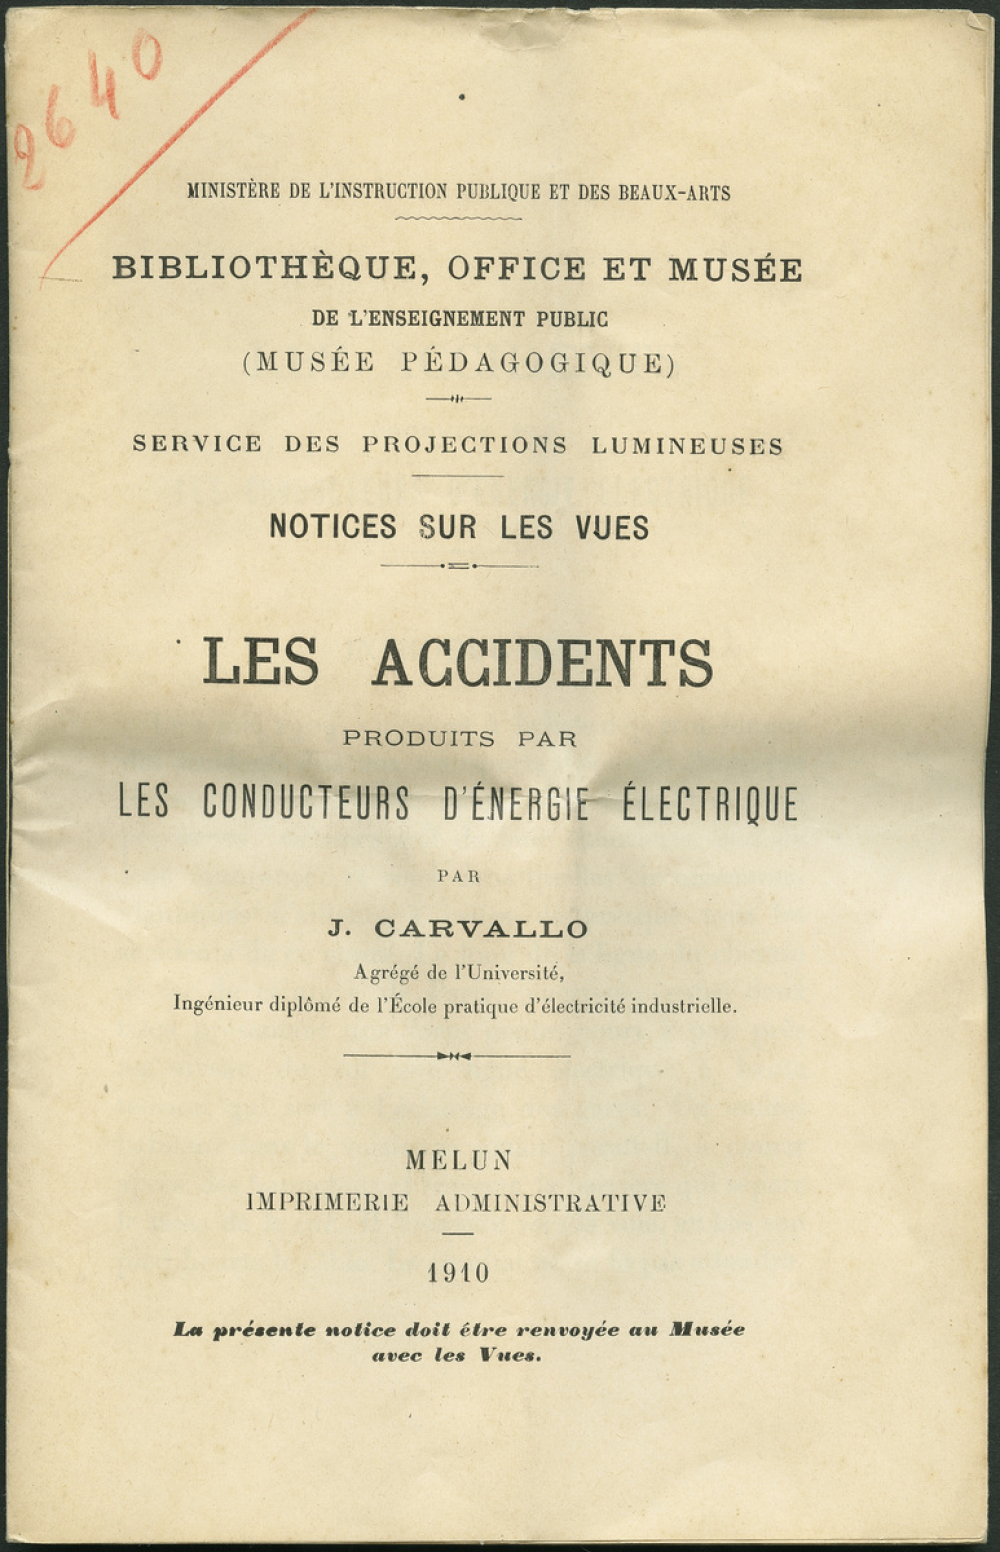 2640
MINISTÈRE DE L'INSTRUCTION PUBLIQUE ET DES BEAUX-ARTS
BIBLIOTHÈQUE, OFFICE ET MUSÉE
DE L'ENSEIGNEMENT PUBLIC
(MUSÉE PÉDAGOGIQUE)
SERVICE DES PROJECTIONS LUMINEUSES
NOTICES SUR LES VUES
LES ACCIDENTS
PRODUITS PAR
LES CONDUCTEURS D'ÉNERGIE ÉLECTRIQUE
PAR
J. CARVALLO
Agrégé de l'Université,
Ingénieur diplômé de l'École pratique d'électricité industrielle.
MELUN
IMPRIMERIE ADMINISTRATIVE
1910
La présente notice doit être renvoyée au Musée
avec les Vues.